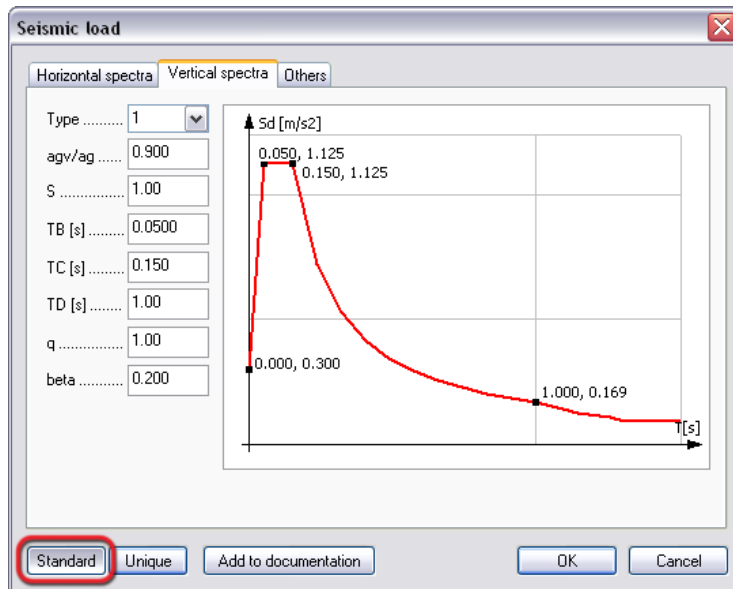 Seismic load
Horizontal spectra Vertical spectra Others
Type ......... 1
agv/ag ...... 0.900
S ................ 1.00
TB [s] ......... 0.0500
TC [s] ......... 0.150
TD [s] ........ 1.00
q ................ 1.00
beta ........... 0.200
Sd [m/s2]
0.050, 1.125
0.150, 1.125
0.000, 0.300
1.000, 0.169
T[s]
Standard Unique Add to documentation OK Cancel